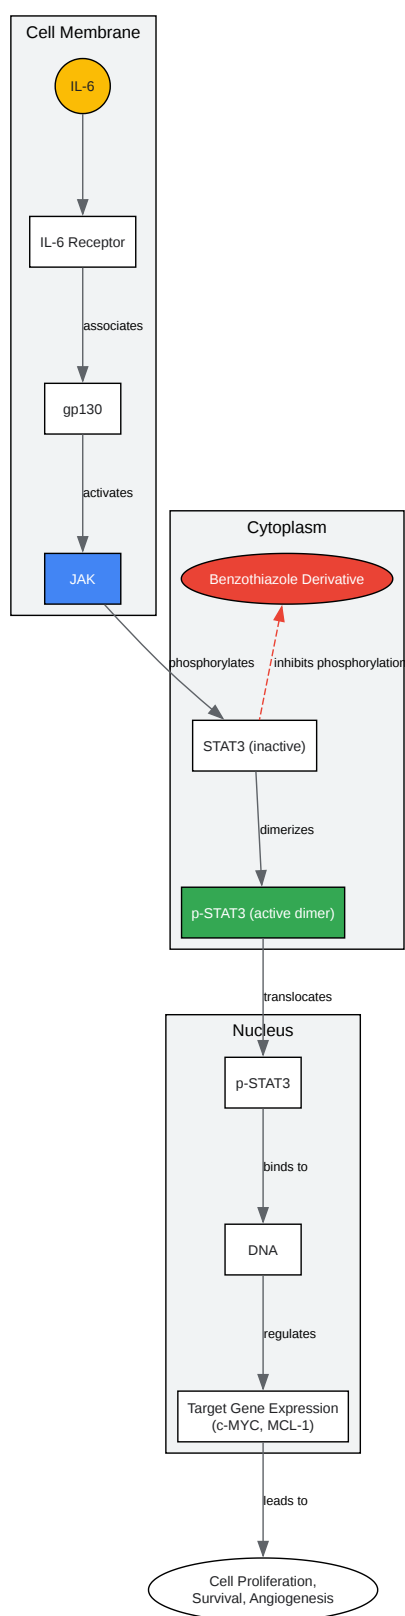 Cell Membrane
IL-6
IL-6 Receptor
associates
gp130
activates
JAK
Cytoplasm
Benzothiazole Derivative
phosphorylates
inhibits phosphorylation
STAT3 (inactive)
dimerizes
p-STAT3 (active dimer)
translocates
Nucleus
p-STAT3
binds to
DNA
regulates
Target Gene Expression
(c-MYC, MCL-1)
leads to
Cell Proliferation,
Survival, Angiogenesis